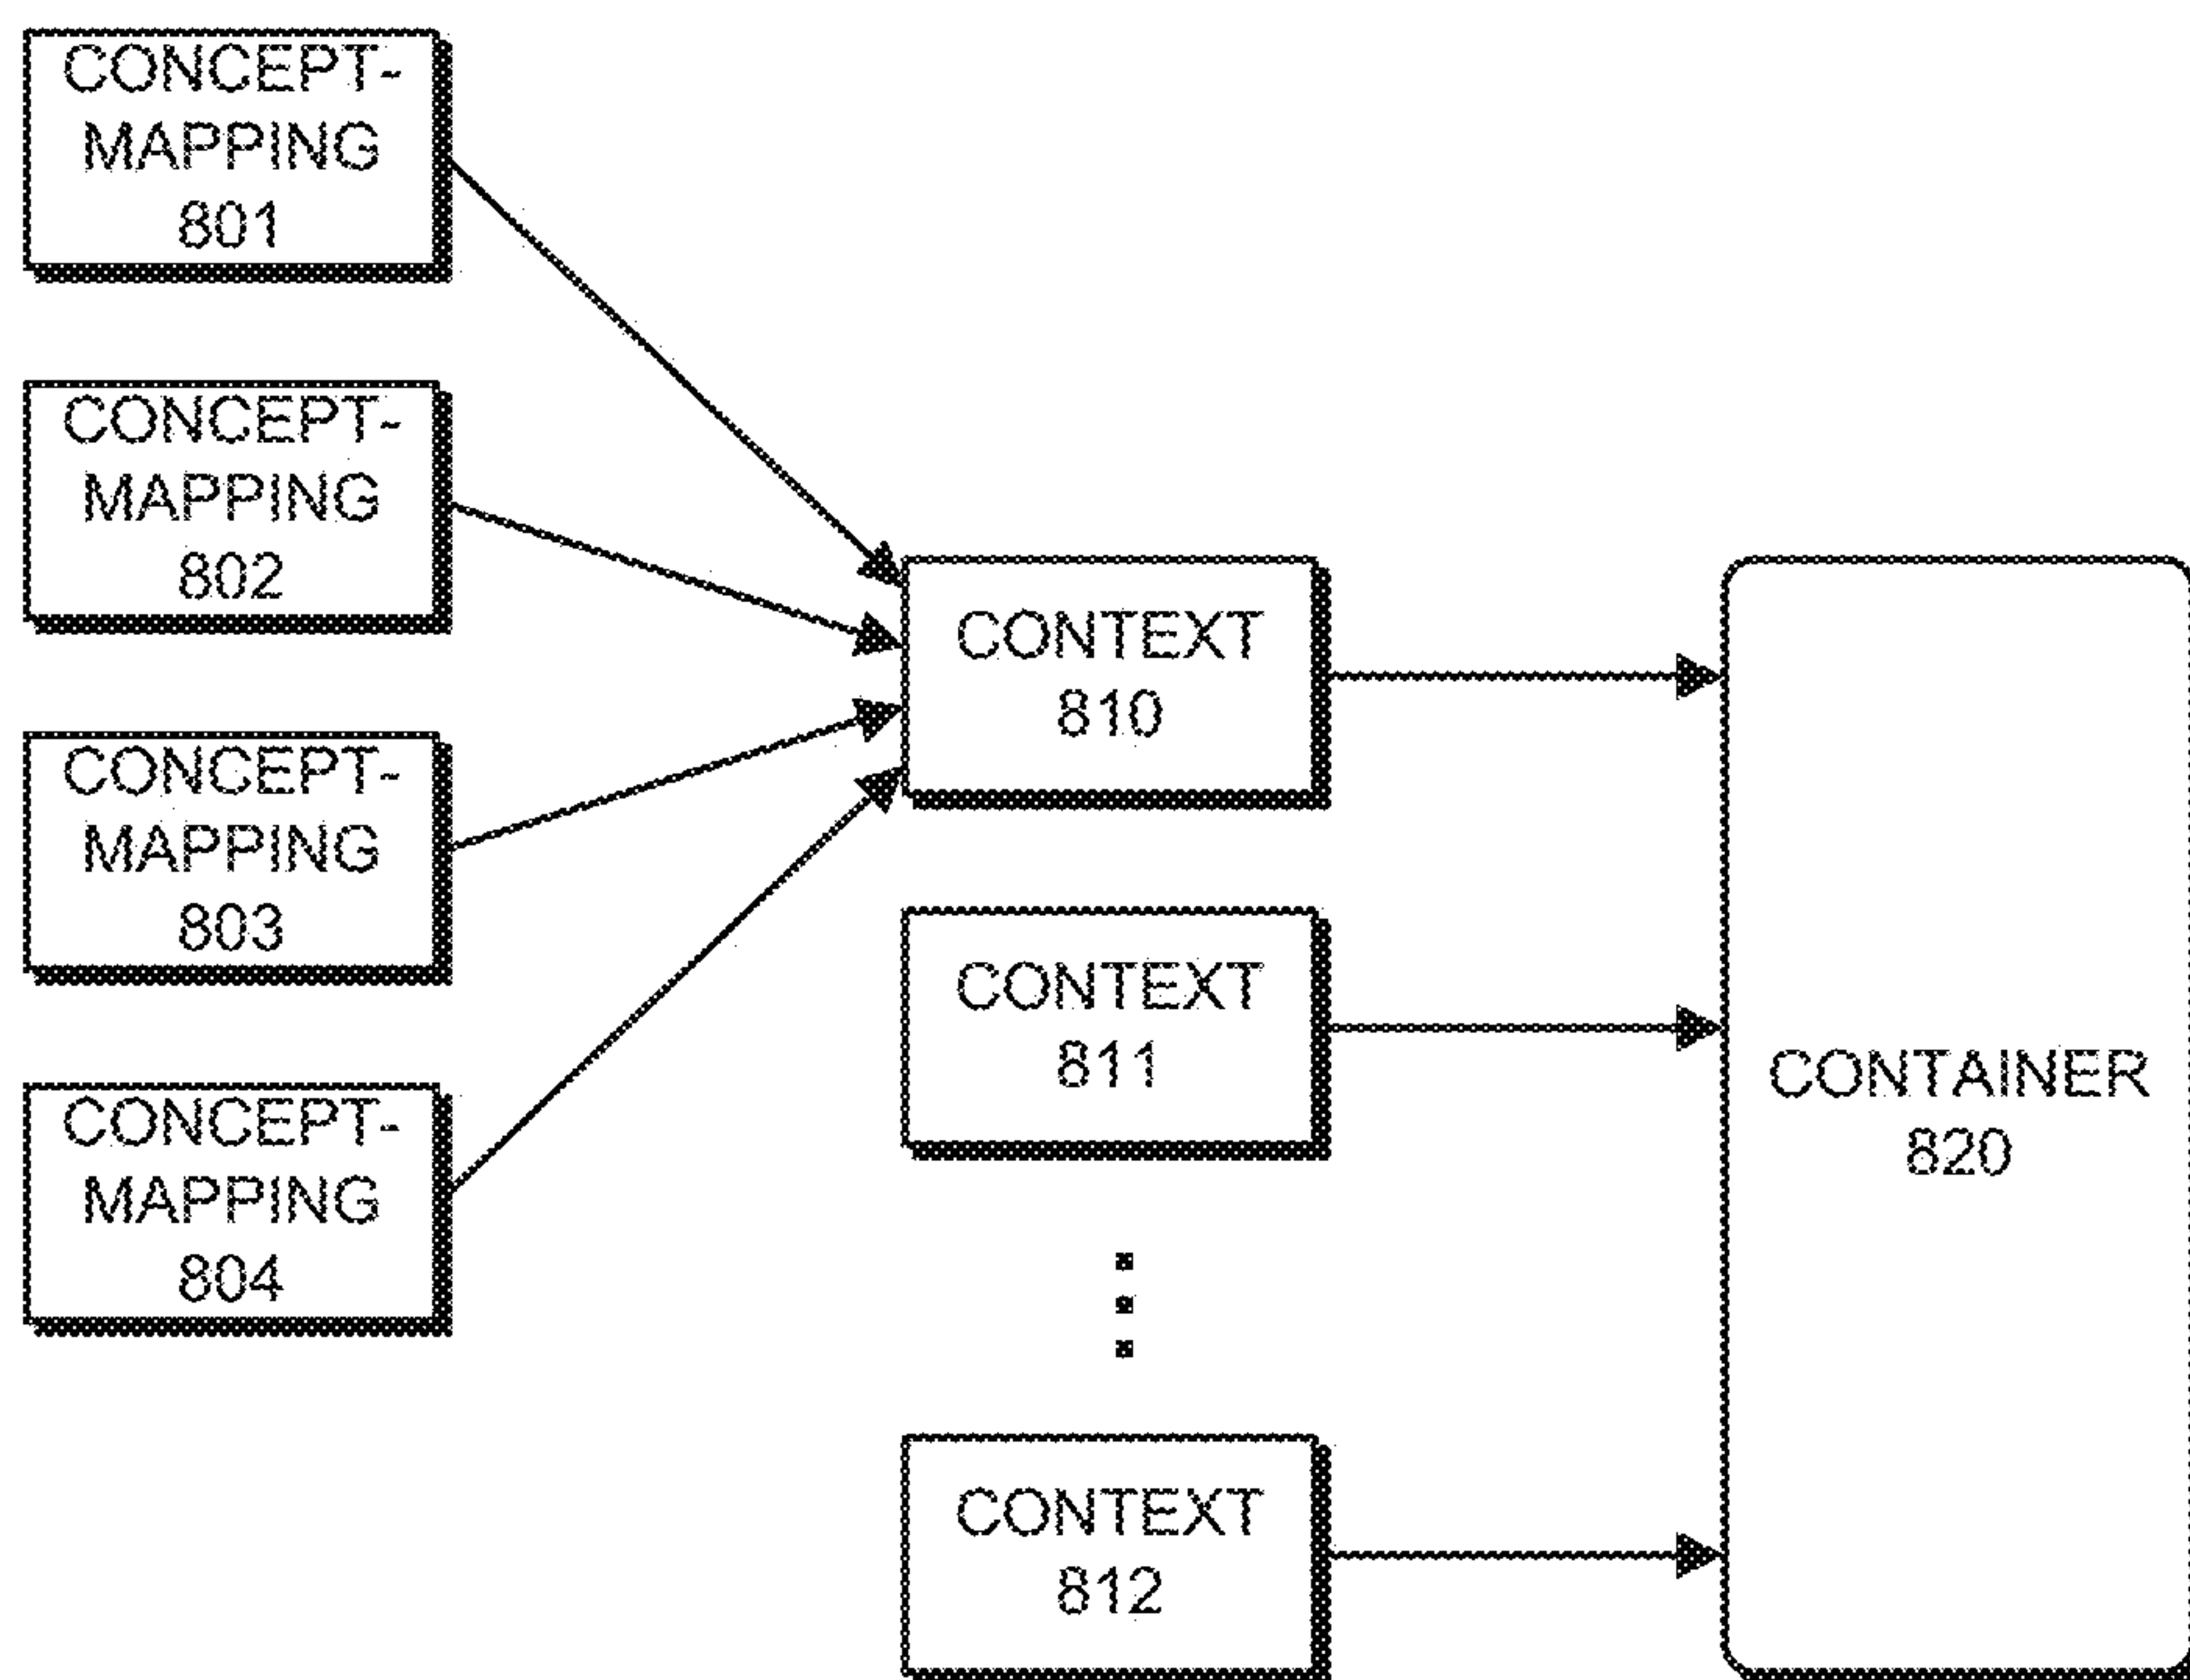 CONCEPT-
MAPPING
801
CONCEPT-
MAPPING
802
CONCEPT-
MAPPING
803
CONCEPT-
MAPPING
804
CONTEXT
810
CONTEXT
811
CONTEXT
812
CONTAINER
820